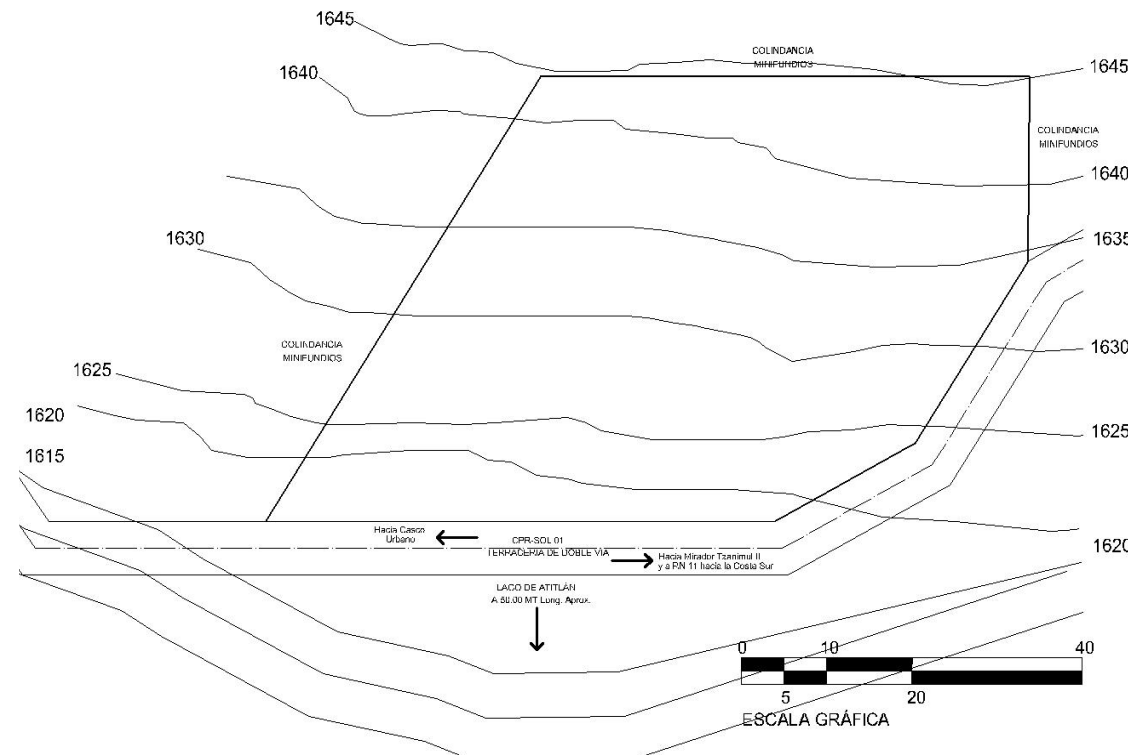 1645
COLINDANCIA
MINIFUNDIOS
1645
1640
COLINDANCIA
MINIFUNDIOS
1640
1630
1635
COLINDANCIA
MINIFUNDIOS
1630
1625
1620
1625
1615
Hacia Casco
Urbano
CPR-SOL 01
TERRACERIA DE DOBLE VIA
Hacia Mirador Tzanimul II
y a RN 11 hacia la Costa Sur
1620
LAGO DE ATITLÁN
A 50.00 MT Long. Aprox.
0 10 40
5 20
ESCALA GRÁFICA